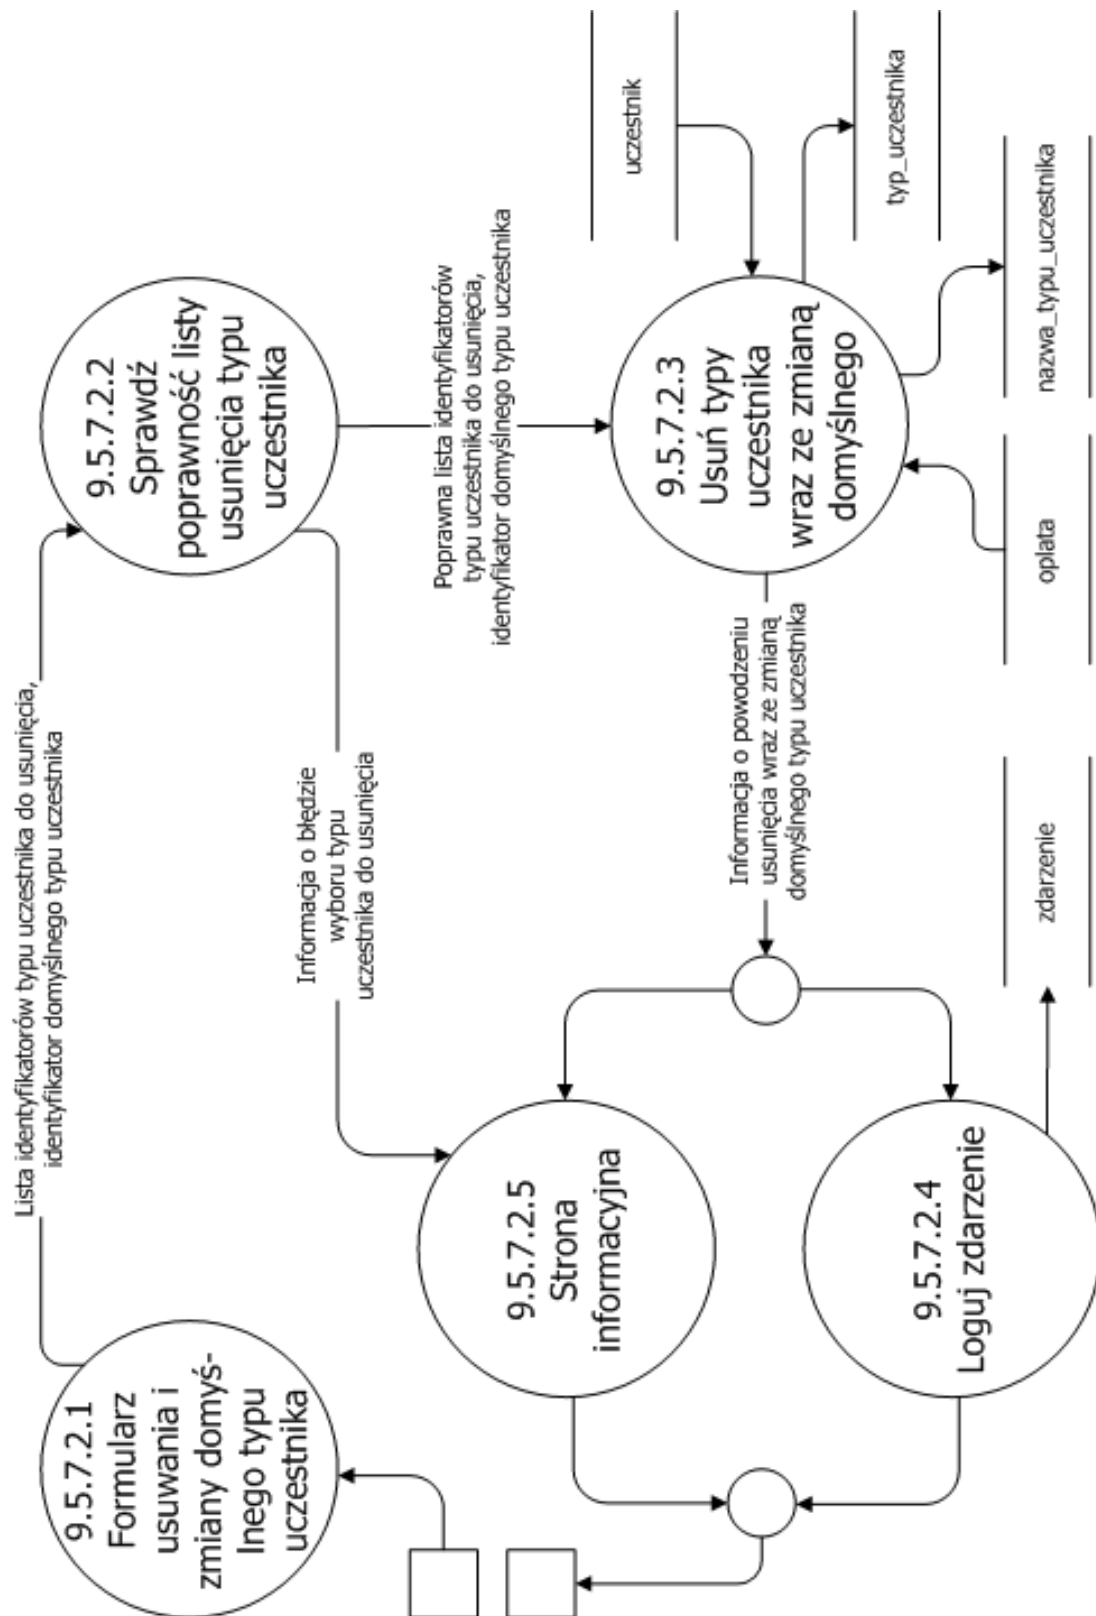 9.5.7.2.1
Formularz
usuwania i
zmiany domyś-
lnego typu
uczestnika
Lista identyfikatorów typu uczestnika do usunięcia,
identyfikator domyślnego typu uczestnika
9.5.7.2.2
Sprawdź
poprawność listy
usunięcia typu
uczestnika
Informacja o błędzie
wyboru typu
uczestnika do usunięcia
Poprawna lista identyfikatorów
typu uczestnika do usunięcia,
identyfikator domyślnego typu uczestnika
9.5.7.2.5
Strona
informacyjna
Informacja o powodzeniu
usunięcia wraz ze zmianą
domyślnego typu uczestnika
9.5.7.2.3
Usuń typy
uczestnika
wraz ze zmianą
domyślnego
uczestnik
typ_uczestnika
9.5.7.2.4
Loguj zdarzenie
zdarzenie
oplata
nazwa_typu_uczestnika